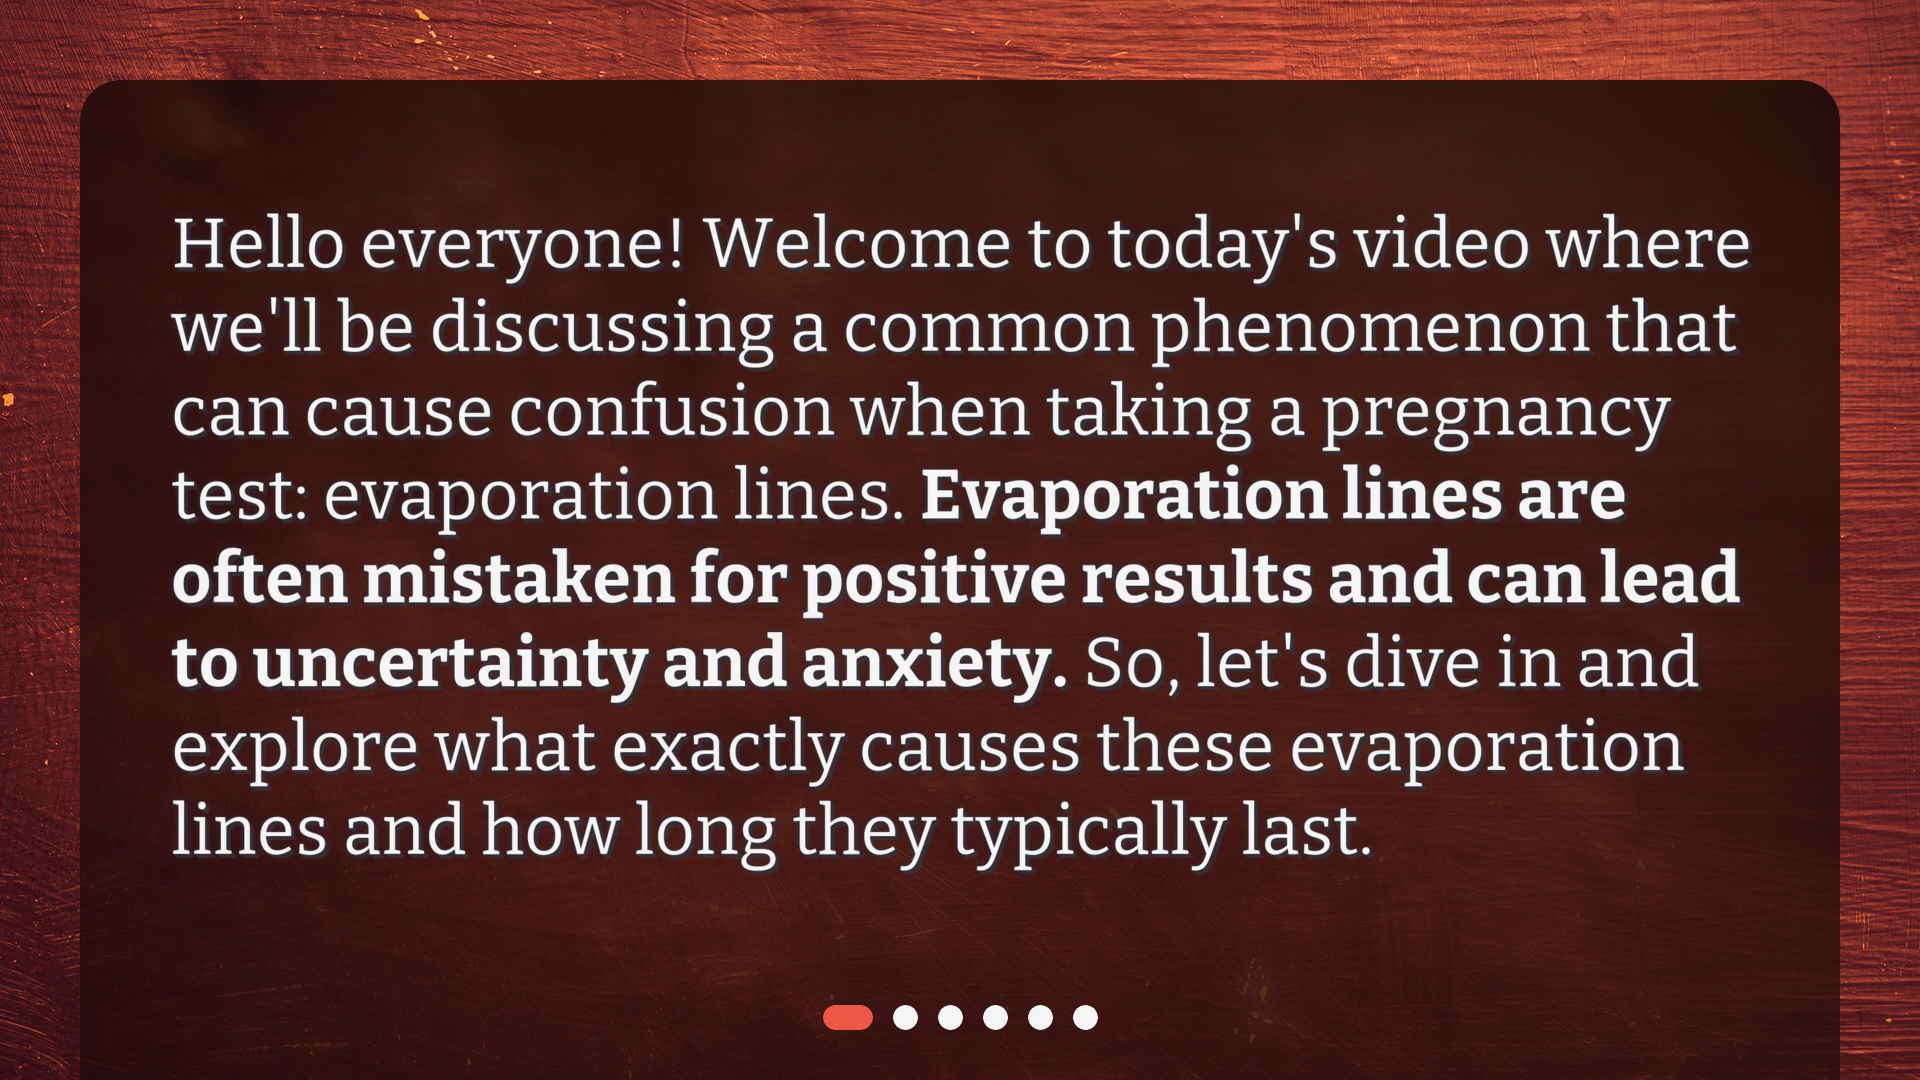 Hello everyone! Welcome to today's video where
we'll be discussing a common phenomenon that
can cause confusion when taking a pregnancy
test: evaporation lines. Evaporation lines are
often mistaken for positive results and can lead
to uncertainty and anxiety. So, let's dive in and
explore what exactly causes these evaporation
lines and how long they typically last.